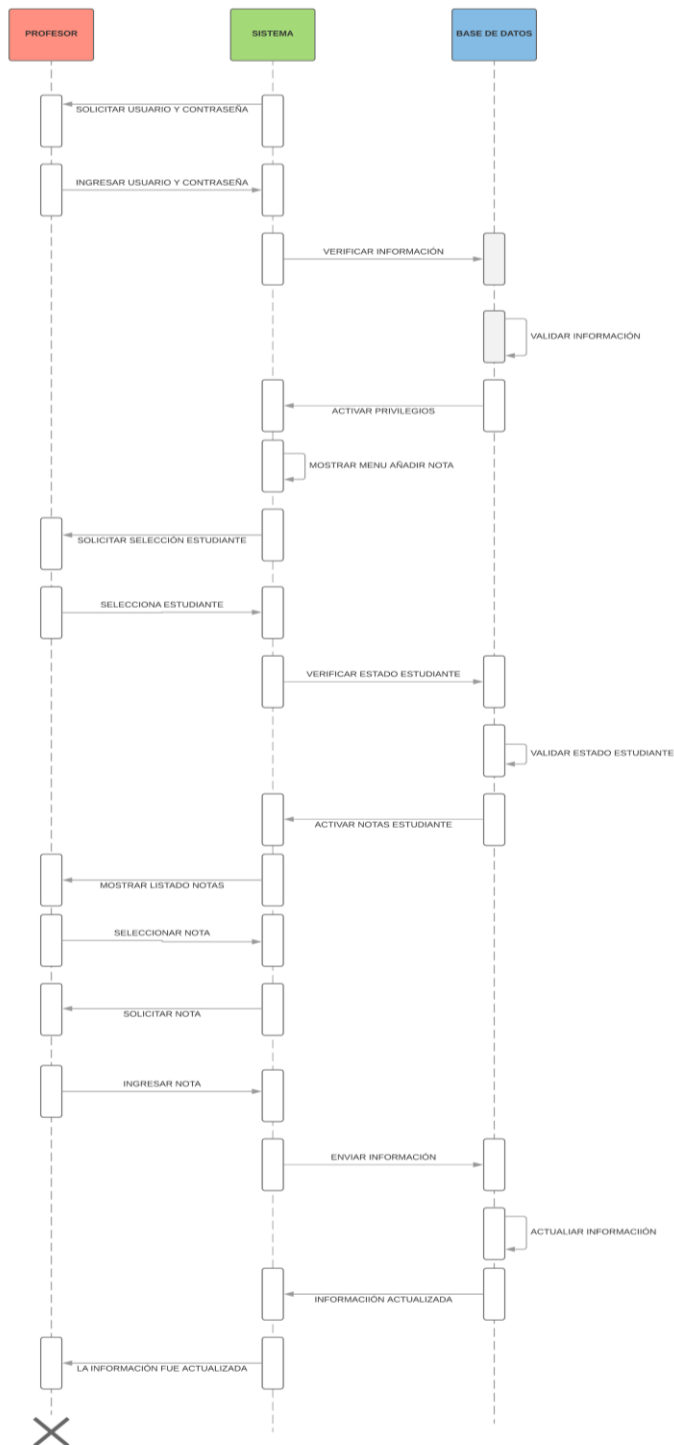 PROFESOR
SISTEMA
BASE DE DATOS
SOLICITAR USUARIO Y CONTRASEÑA
INGRESAR USUARIO Y CONTRASEÑA
VERIFICAR INFORMACIÓN
VALIDAR INFORMACIÓN
ACTIVAR PRIVILEGIOS
MOSTRAR MENU AÑADIR NOTA
SOLICITAR SELECCIÓN ESTUDIANTE
SELECCIONA ESTUDIANTE
VERIFICAR ESTADO ESTUDIANTE
VALIDAR ESTADO ESTUDIANTE
ACTIVAR NOTAS ESTUDIANTE
MOSTRAR LISTADO NOTAS
SELECCIONAR NOTA
SOLICITAR NOTA
INGRESAR NOTA
ENVIAR INFORMACIÓN
ACTUALIAR INFORMACIIÓN
INFORMACIIÓN ACTUALIZADA
LA INFORMACIÓN FUE ACTUALIZADA